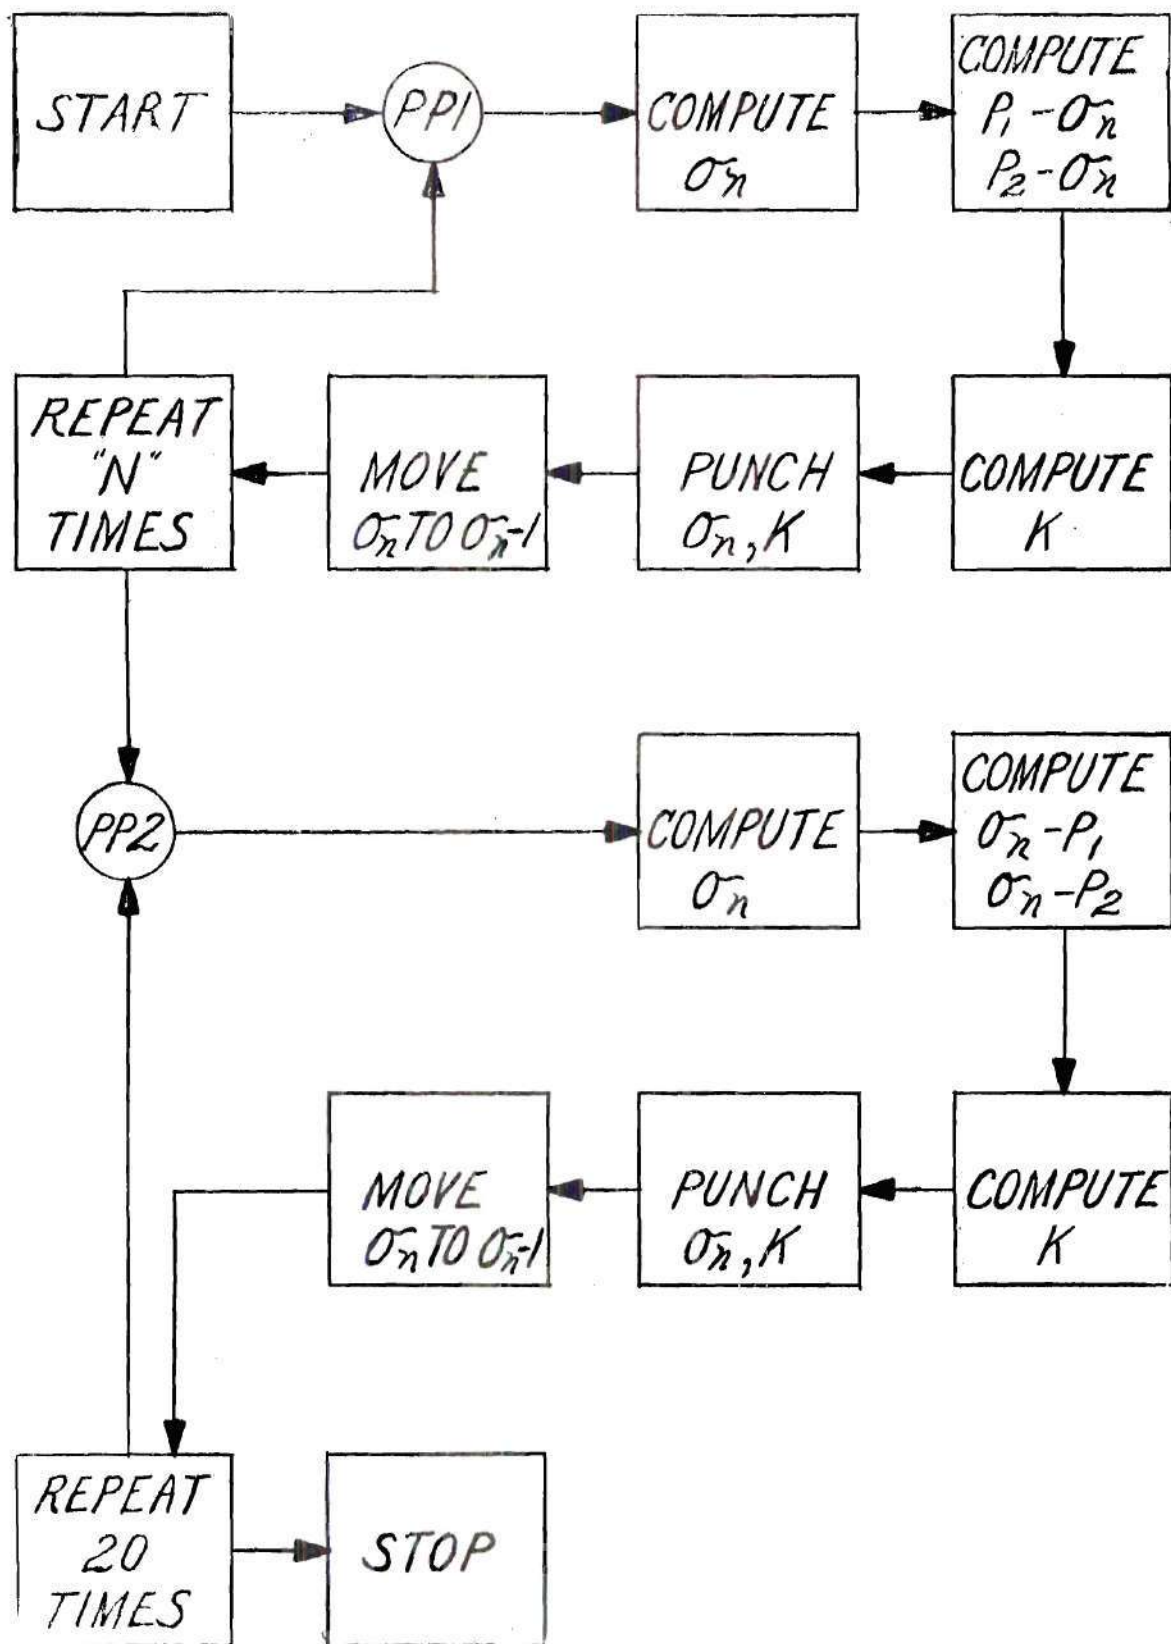 START
PP1
COMPUTE
σn
COMPUTE
P1-σn
P2-σn
REPEAT
"N"
TIMES
MOVE
σn TO σn-1
PUNCH
σn, K
COMPUTE
K
PP2
COMPUTE
σn
COMPUTE
σn-P1
σn-P2
MOVE
σn TO σn-1
PUNCH
σn, K
COMPUTE
K
REPEAT
20
TIMES
STOP